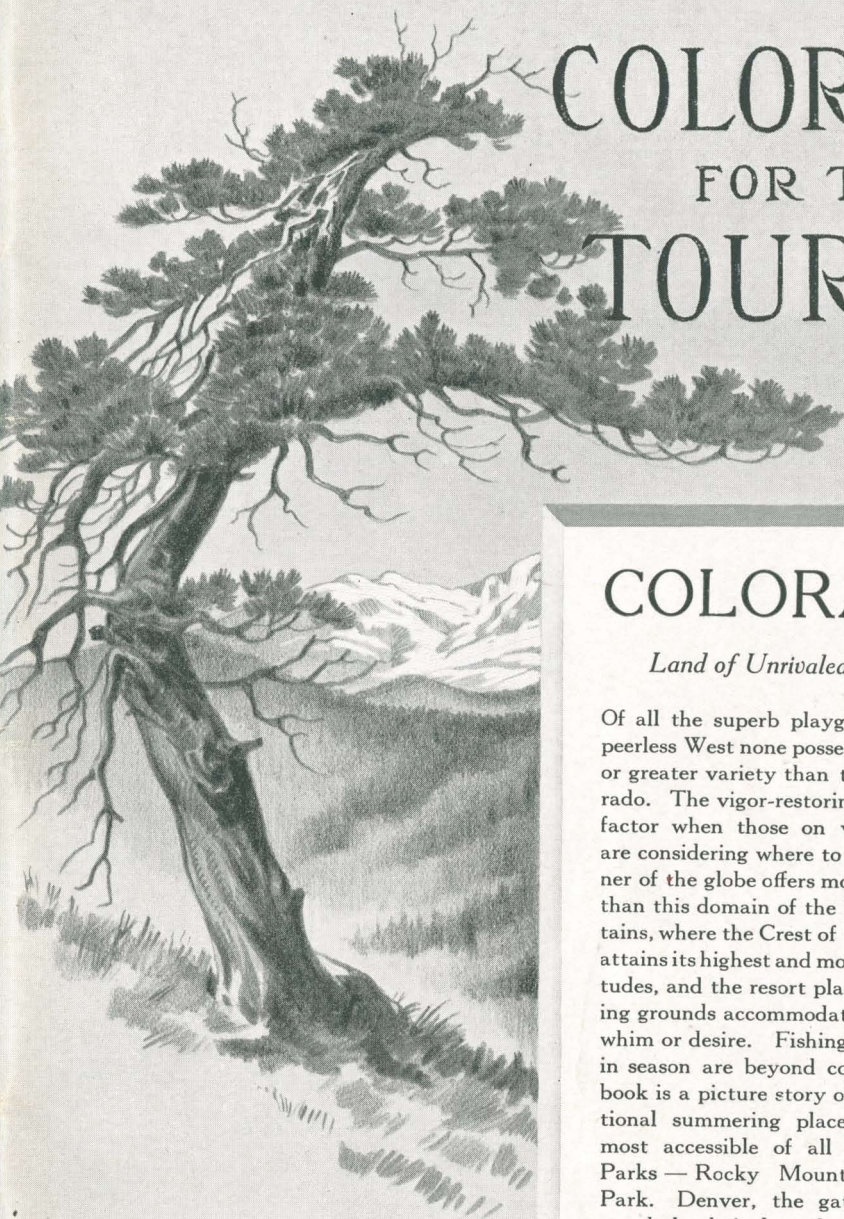 COLOR
FOR T
TOUR
COLORA
Land of Unrivaled
Of all the superb playg
peerless West none posse
or greater variety than t
rado. The vigor-restorin
factor when those on v
are considering where to
ner of the globe offers mo
than this domain of the
tains, where the Crest of
attains its highest and mo
tudes, and the resort pla
ing grounds accommodat
whim or desire. Fishing
in season are beyond co
book is a picture story o
tional summering place
most accessible of all
Parks — Rocky Mount
Park. Denver, the gat